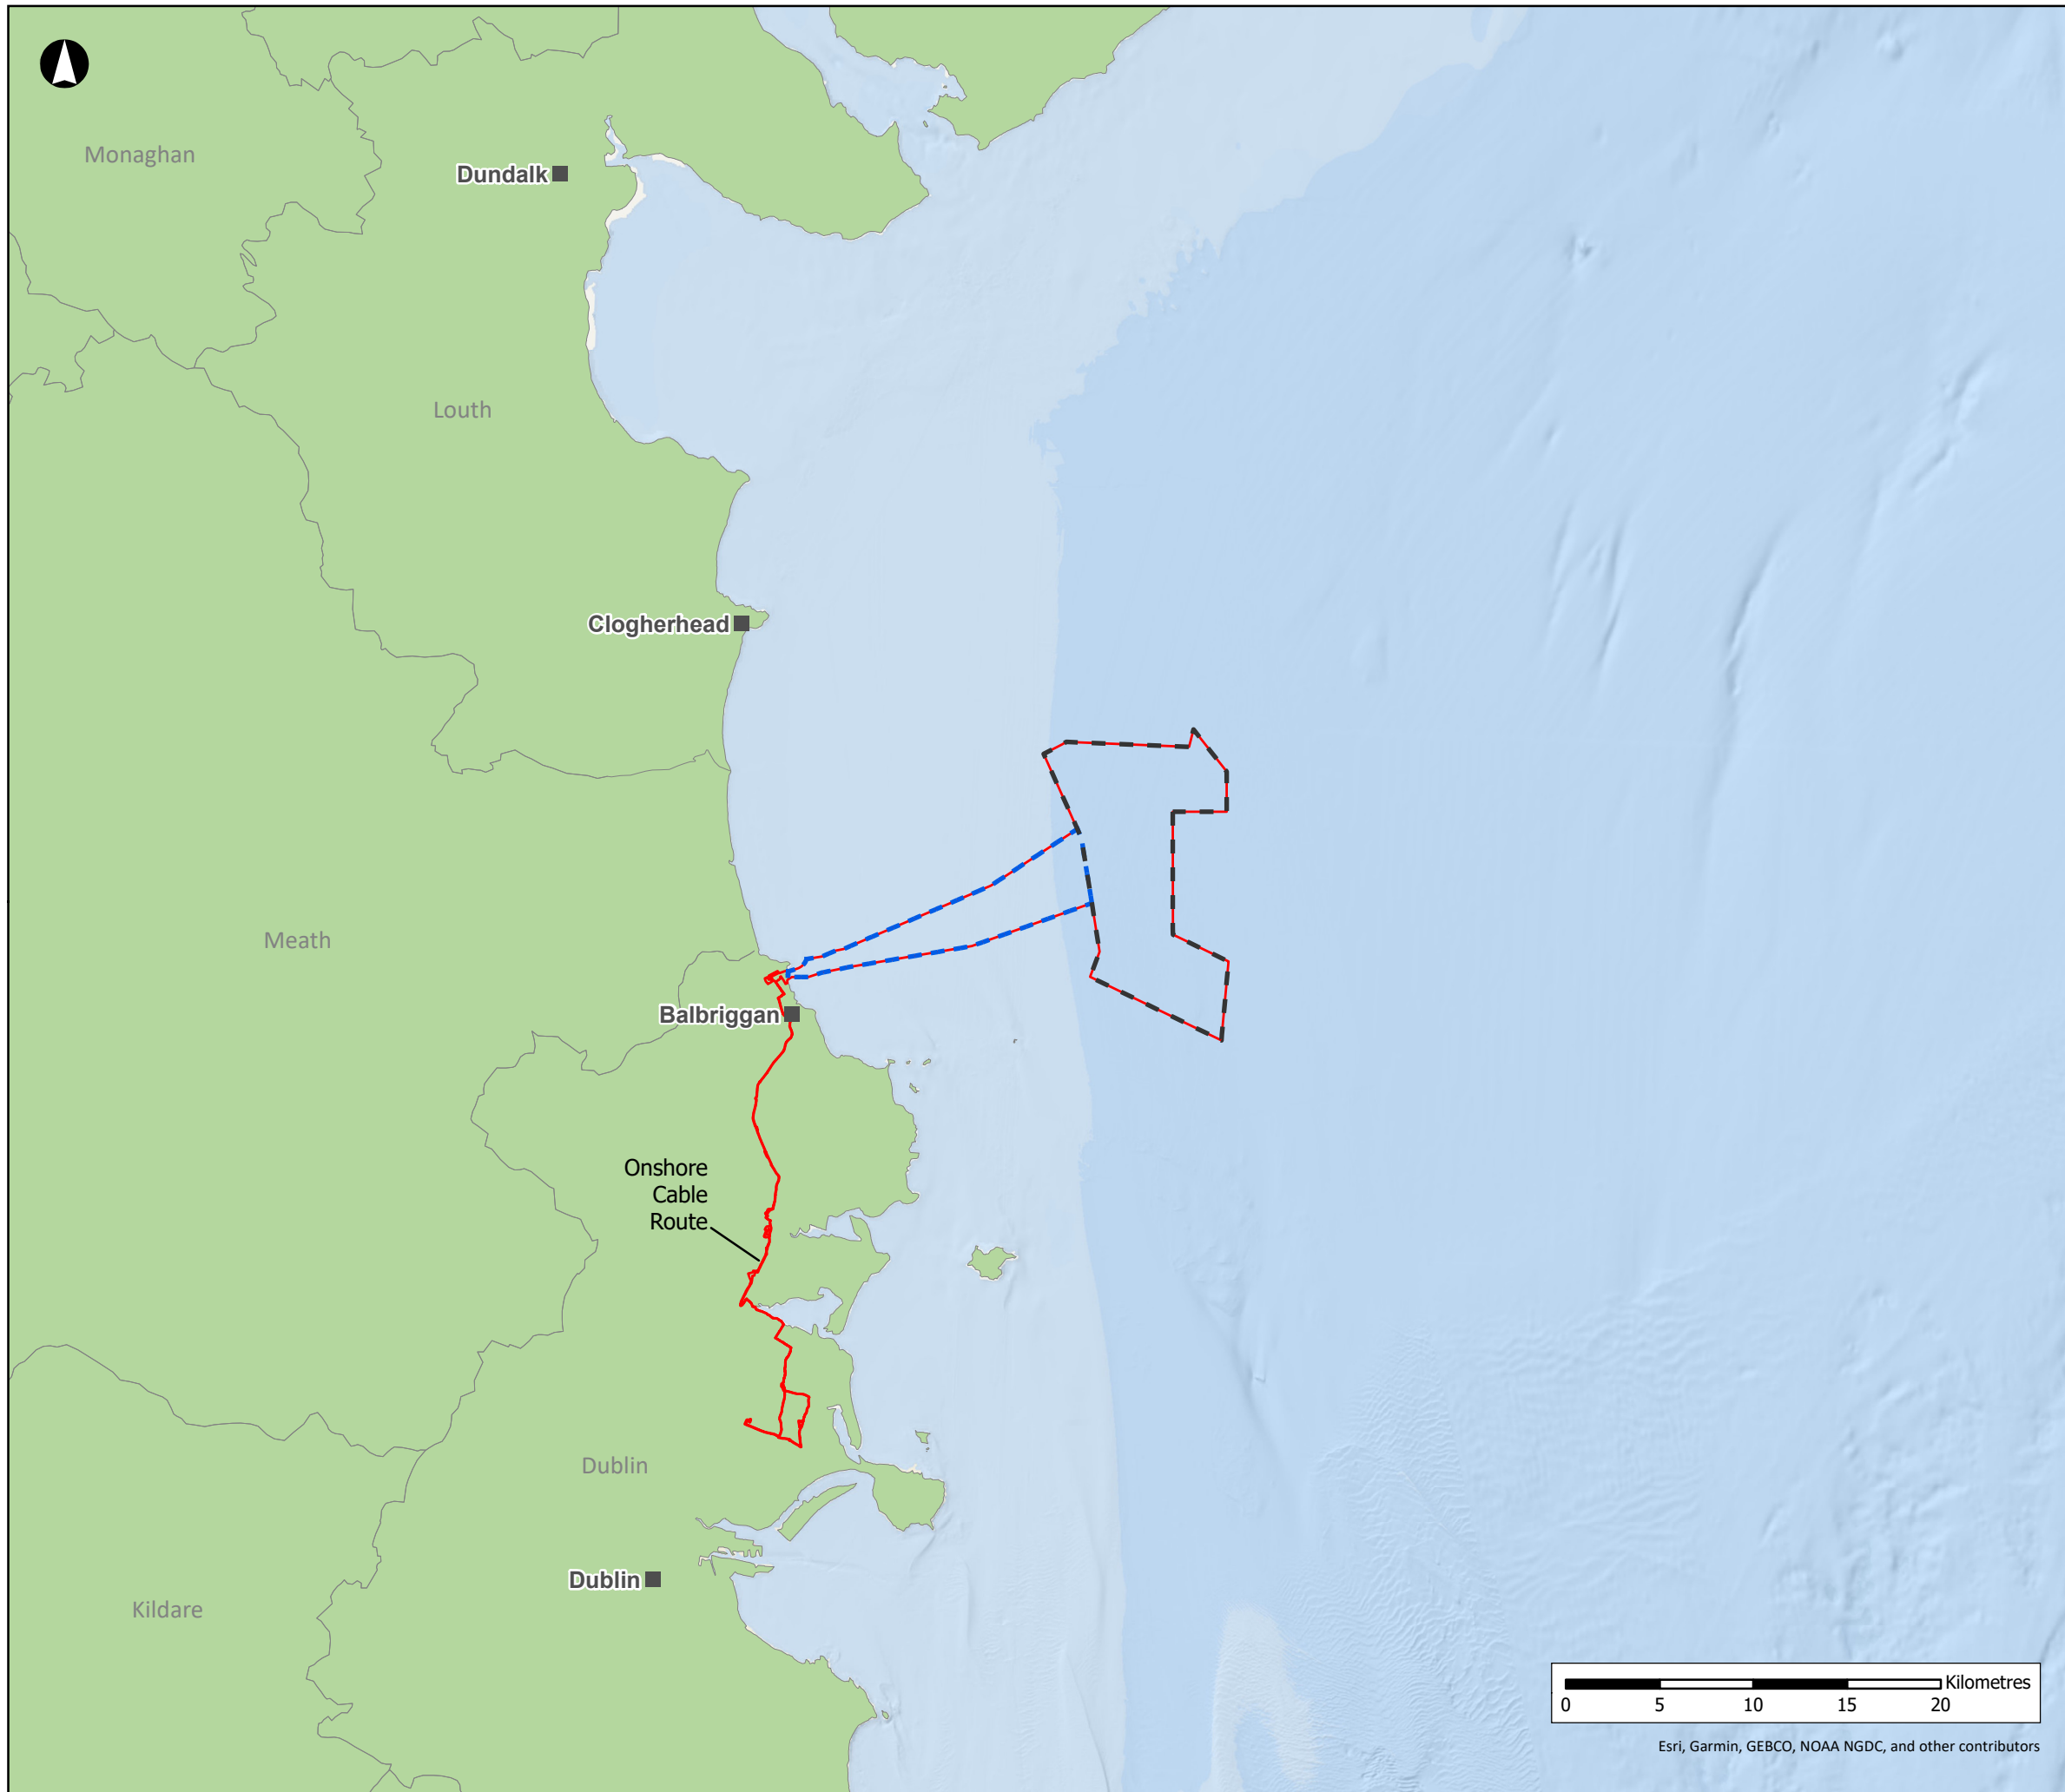 Monaghan
Dundalk
Louth
Clogherhead
Meath
Balbriggan
Onshore
Cable
Route
Dublin
Dublin
Kildare
Kilometres
0 5 10 15 20
Esri, Garmin, GEBCO, NOAA NGDC, and other contributors